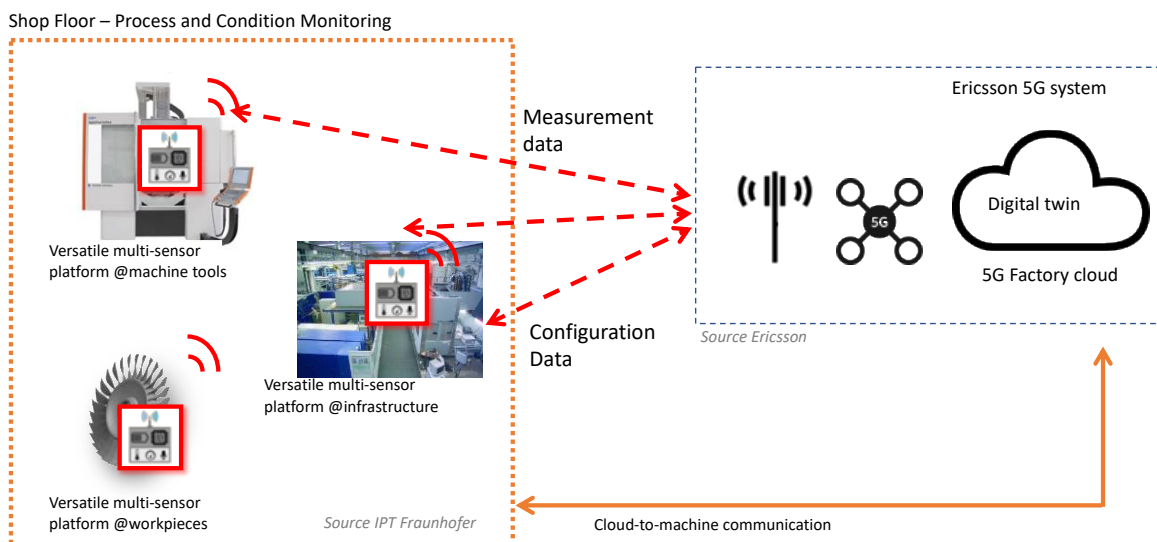 Shop Floor – Process and Condition Monitoring
Measurement
data
Ericsson 5G system
5G
Digital twin
5G Factory cloud
Versatile multi-sensor
platform @machine tools
Configuration
Data
Source Ericsson
Versatile multi-sensor
platform @infrastructure
Versatile multi-sensor
platform @workpieces
Source IPT Fraunhofer
Cloud-to-machine communication